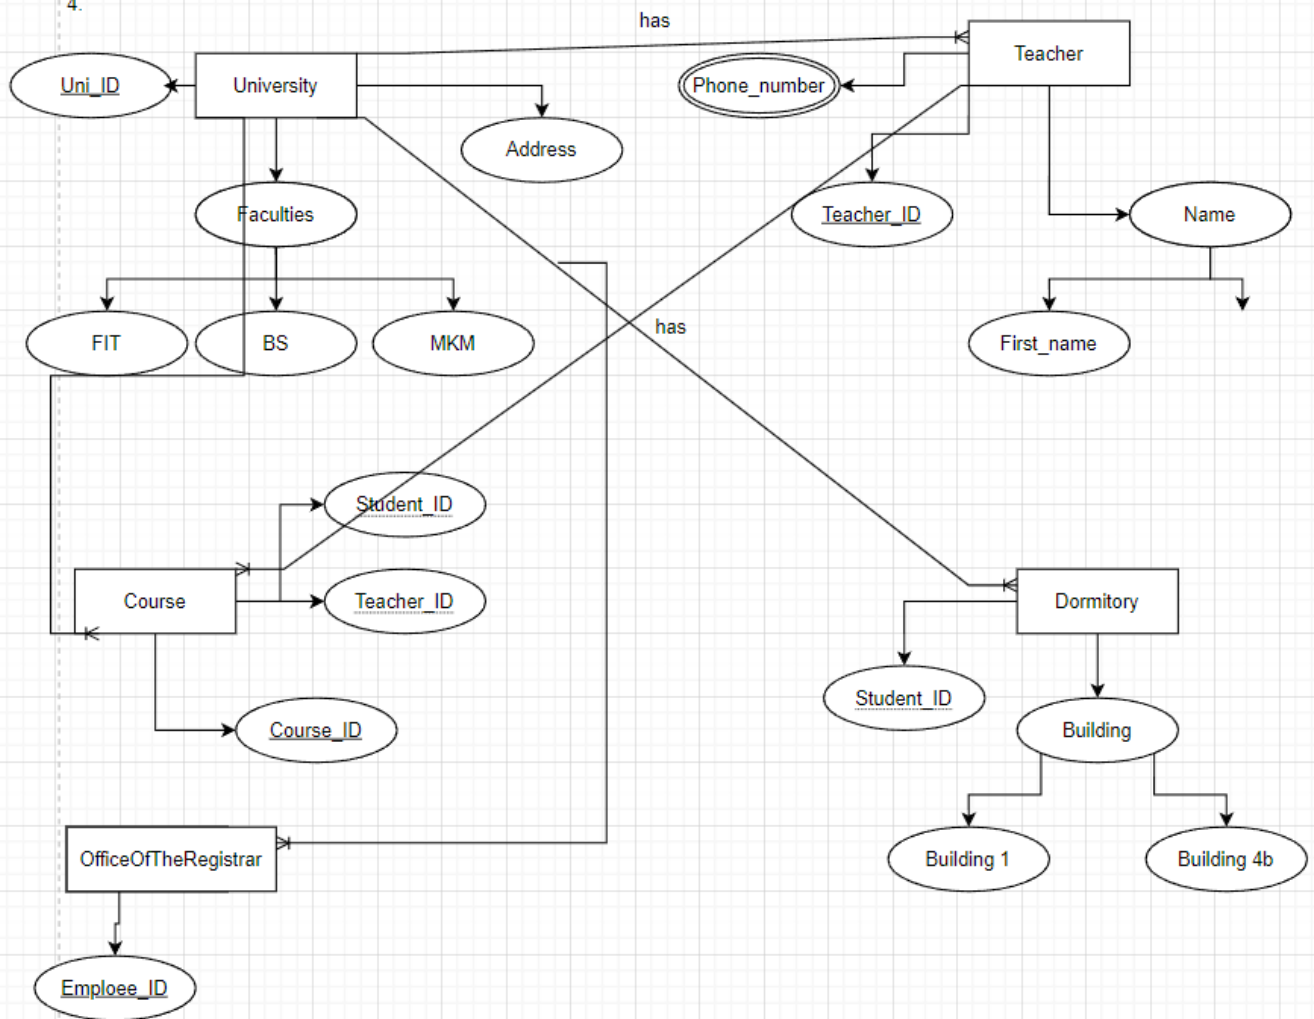 4.
has
Teacher
Uni_ID
University
Phone_number
Address
Faculties
Teacher_ID
Name
has
FIT
BS
MKM
First_name
Student_ID
Course
Teacher_ID
Dormitory
Student_ID
Course_ID
Building
OfficeOfTheRegistrar
Building 1
Building 4b
Emploee_ID